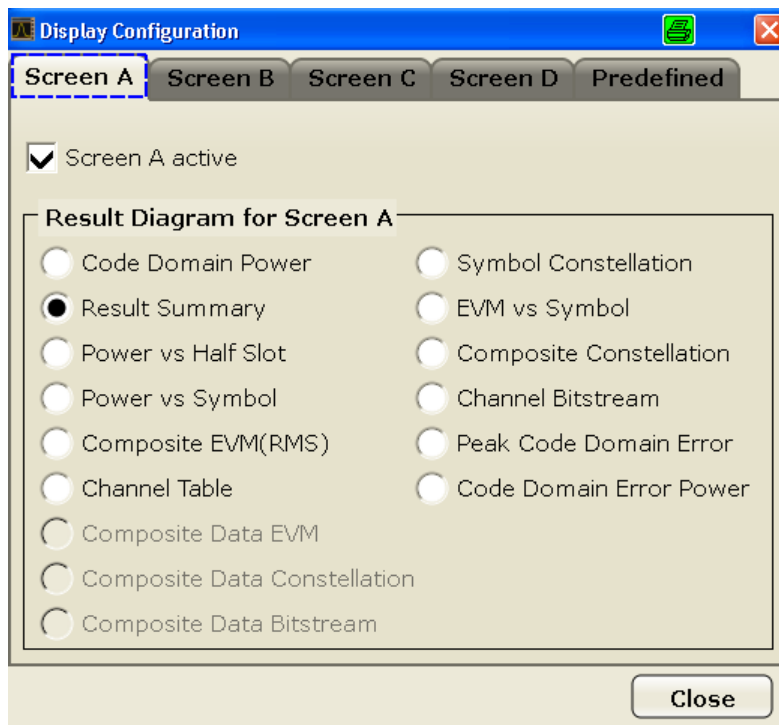 Display Configuration
Screen A Screen B Screen C Screen D Predefined
Screen A active
Result Diagram for Screen A
Code Domain Power
Result Summary
Power vs Half Slot
Power vs Symbol
Composite EVM(RMS)
Channel Table
Composite Data EVM
Composite Data Constellation
Composite Data Bitstream
Symbol Constellation
EVM vs Symbol
Composite Constellation
Channel Bitstream
Peak Code Domain Error
Code Domain Error Power
Close